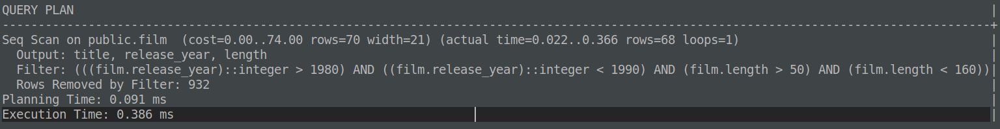 QUERY PLAN |
---------------------------------------------------------------------------------------------------------------------------------------------+
Seq Scan on public.film  (cost=0.00..74.00 rows=70 width=21) (actual time=0.022..0.366 rows=68 loops=1) |
  Output: title, release_year, length |
  Filter: (((film.release_year)::integer > 1980) AND ((film.release_year)::integer < 1990) AND (film.length > 50) AND (film.length < 160))|
  Rows Removed by Filter: 932 |
Planning Time: 0.091 ms |
Execution Time: 0.386 ms |